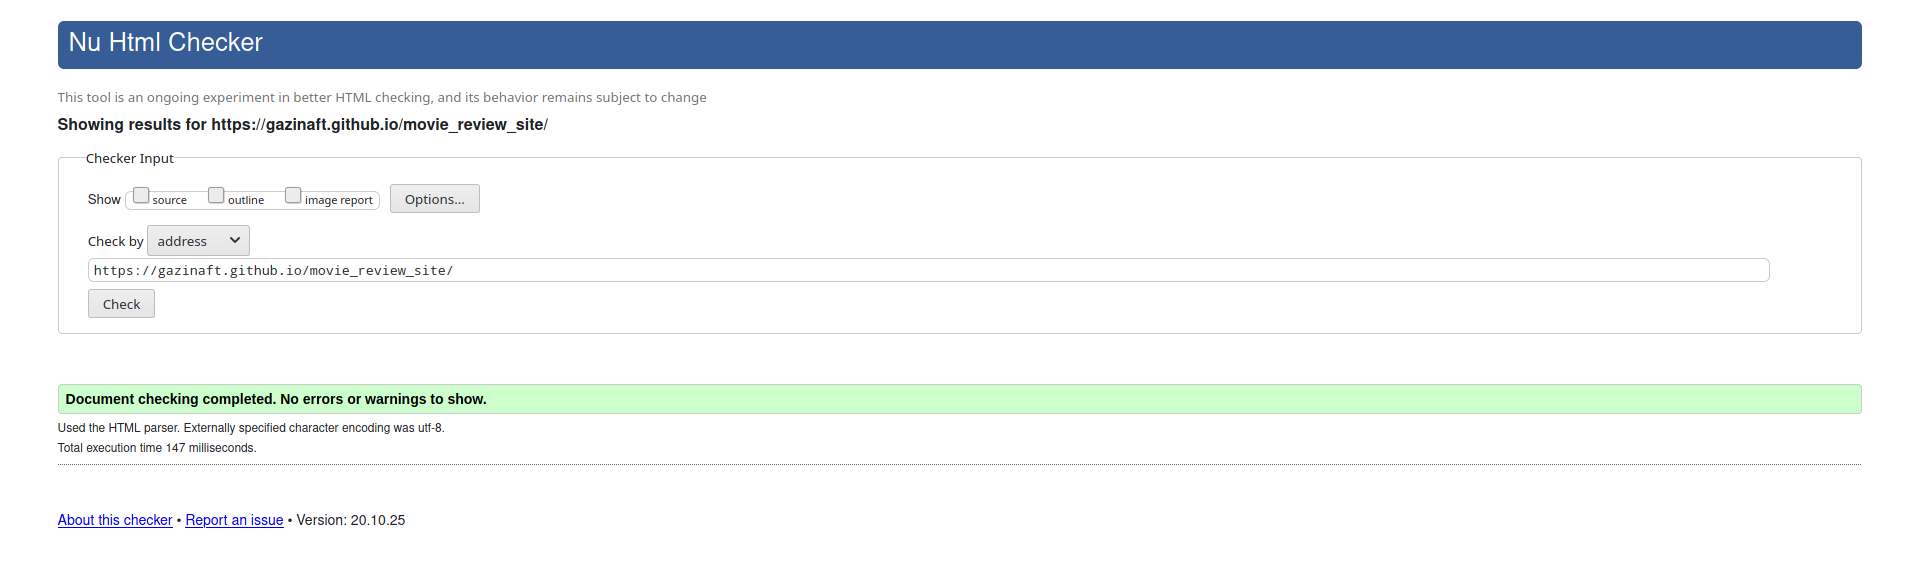 Nu Html Checker
This tool is an ongoing experiment in better HTML checking, and its behavior remains subject to change
Showing results for https://gazinaft.github.io/movie_review_site/
Checker Input
Show source outline image report Options...
Check by address
https://gazinaft.github.io/movie_review_site/
Check
Document checking completed. No errors or warnings to show.
Used the HTML parser. Externally specified character encoding was utf-8.
Total execution time 147 milliseconds.
About this checker • Report an issue • Version: 20.10.25